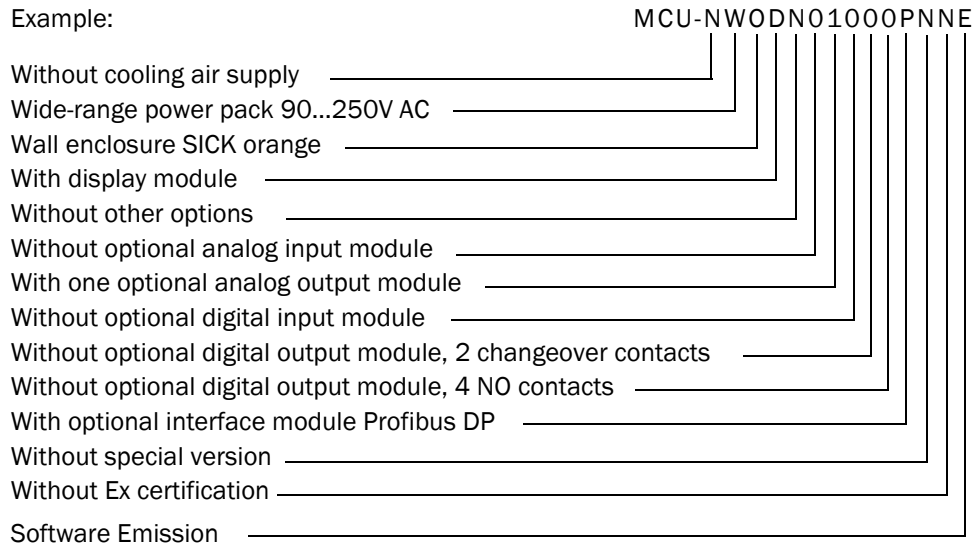 Example: MCU-NWODN01000PNNE
Without cooling air supply
Wide-range power pack 90...250V AC
Wall enclosure SICK orange
With display module
Without other options
Without optional analog input module
With one optional analog output module
Without optional digital input module
Without optional digital output module, 2 changeover contacts
Without optional digital output module, 4 NO contacts
With optional interface module Profibus DP
Without special version
Without Ex certification
Software Emission